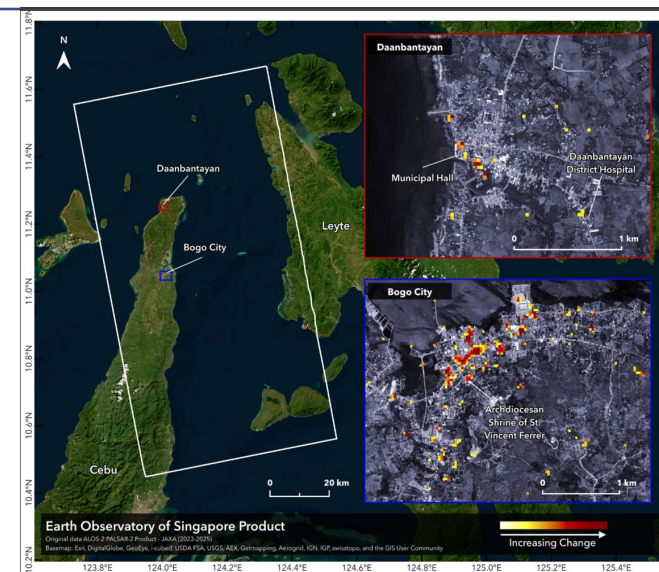 11.8°N
11.6°N
11.4°N
11.2°N
11.0°N
10.8°N
10.6°N
10.4°N
10.2°N
N
Daanbantayan
Bogo City
Leyte
Cebu
0 20 km
Daanbantayan
Municipal Hall
Daanbantayan
District Hospital
0 1 km
Bogo City
Archdiocesan
Shrine of St.
Vincent Ferrer
0 1 km
Earth Observatory of Singapore Product
Original data ALOS-2 PALSAR-2 Product - JAXA (2023-2025)
Basemap: Esri, DigitalGlobe, GeoEye, i-cubed, USDA FSA, USGS, AEX, Getmapping, Aerogrid, IGN, IGP, swisstopo, and the GIS User Community
Increasing Change
123.8°E 124.0°E 124.2°E 124.4°E 124.6°E 124.8°E 125.0°E 125.2°E 125.4°E